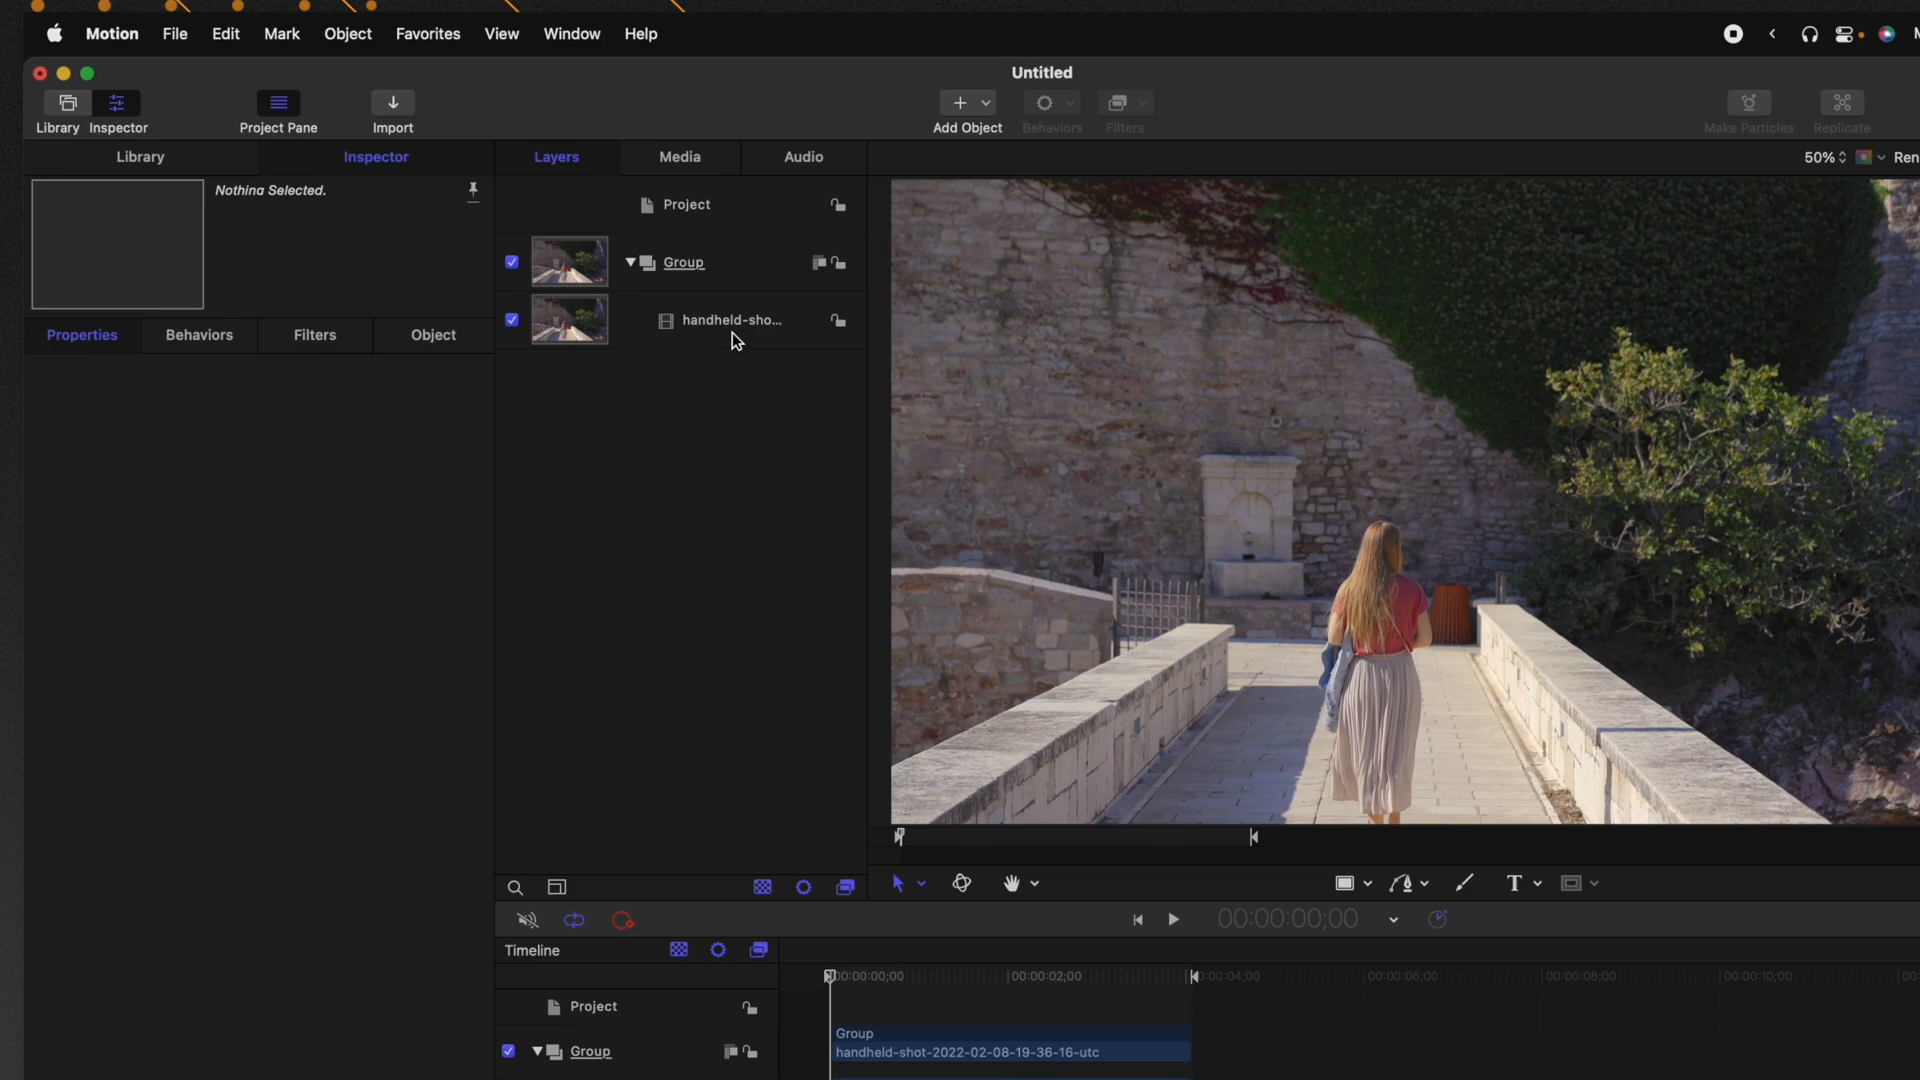 Motion File Edit Mark Object Favorites View Window Help
Untitled
Library Inspector Project Pane Import Add Object Behaviors Filters Make Particles Replicate
Library Inspector Layers Media Audio 50% Ren
Nothing Selected.
Project
Group
handheld-sho...
Properties Behaviors Filters Object
00:00:00;00
Timeline
00:00:00;00 00:00:02;00 00:00:04;00 00:00:06;00 00:00:08;00 00:00:10;00
Project
Group
Group
handheld-shot-2022-02-08-19-36-16-utc